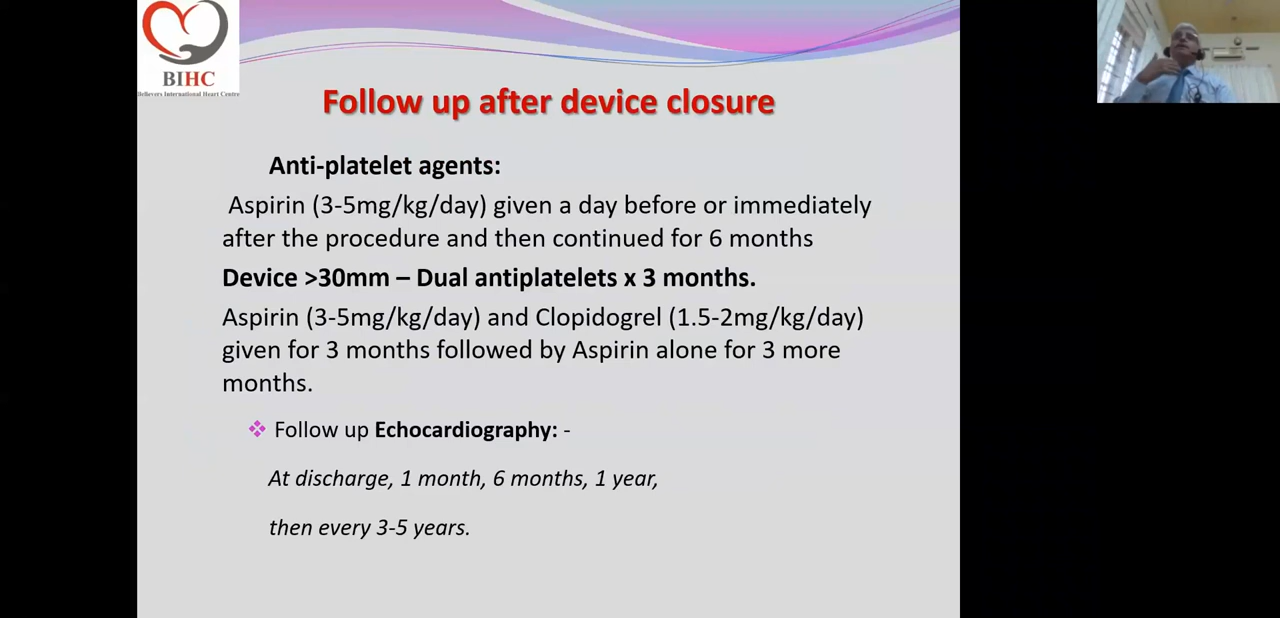 BIHC
Believers International Heart Centre
Follow up after device closure
Anti-platelet agents:
Aspirin (3-5mg/kg/day) given a day before or immediately
after the procedure and then continued for 6 months
Device >30mm – Dual antiplatelets x 3 months.
Aspirin (3-5mg/kg/day) and Clopidogrel (1.5-2mg/kg/day)
given for 3 months followed by Aspirin alone for 3 more
months.
❖ Follow up Echocardiography: -
At discharge, 1 month, 6 months, 1 year,
then every 3-5 years.